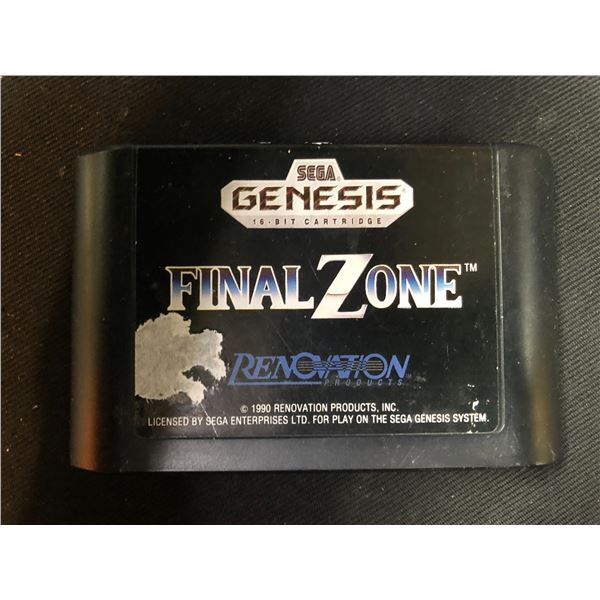 SEGA
GENESIS
16-BIT CARTRIDGE
FINAL ZONE™
RENOVATION
PRODUCTS
© 1990 RENOVATION PRODUCTS, INC.
LICENSED BY SEGA ENTERPRISES LTD. FOR PLAY ON THE SEGA GENESIS SYSTEM.